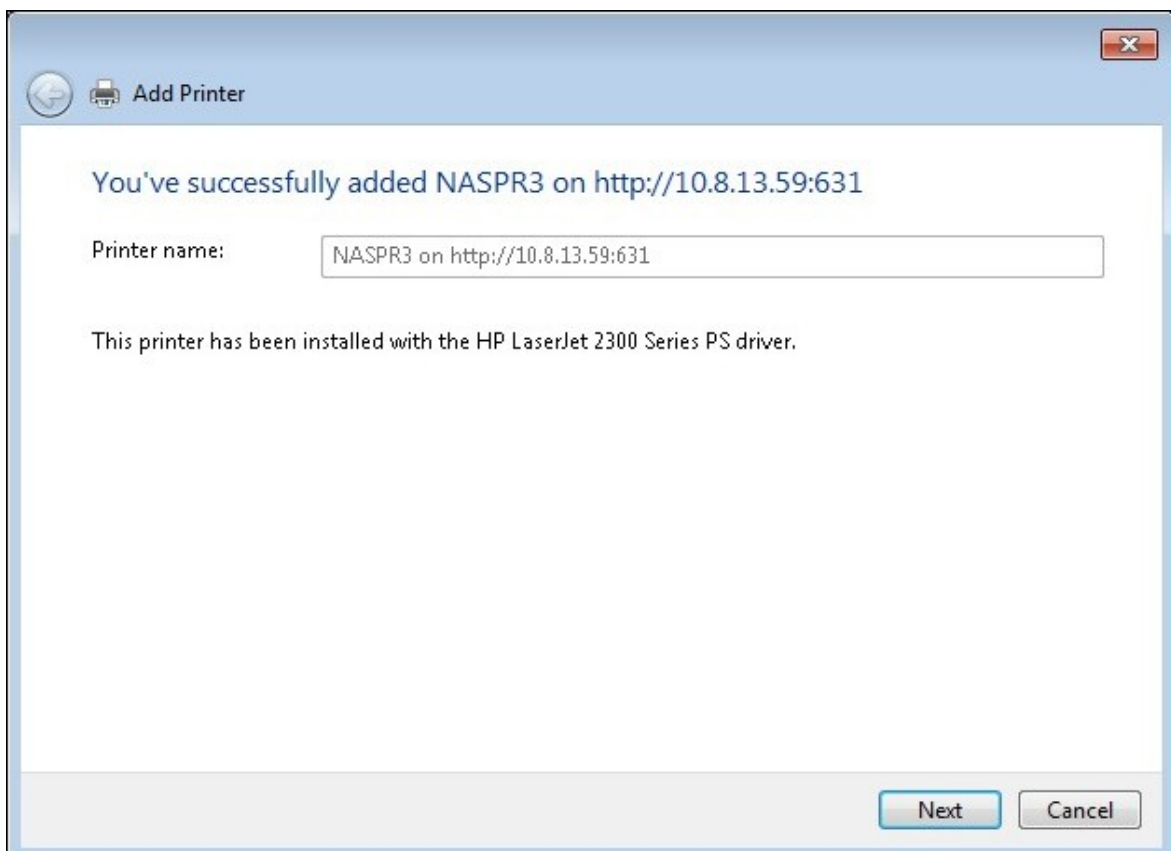 Add Printer
You've successfully added NASPR3 on http://10.8.13.59:631
Printer name:
NASPR3 on http://10.8.13.59:631
This printer has been installed with the HP LaserJet 2300 Series PS driver.
Next
Cancel